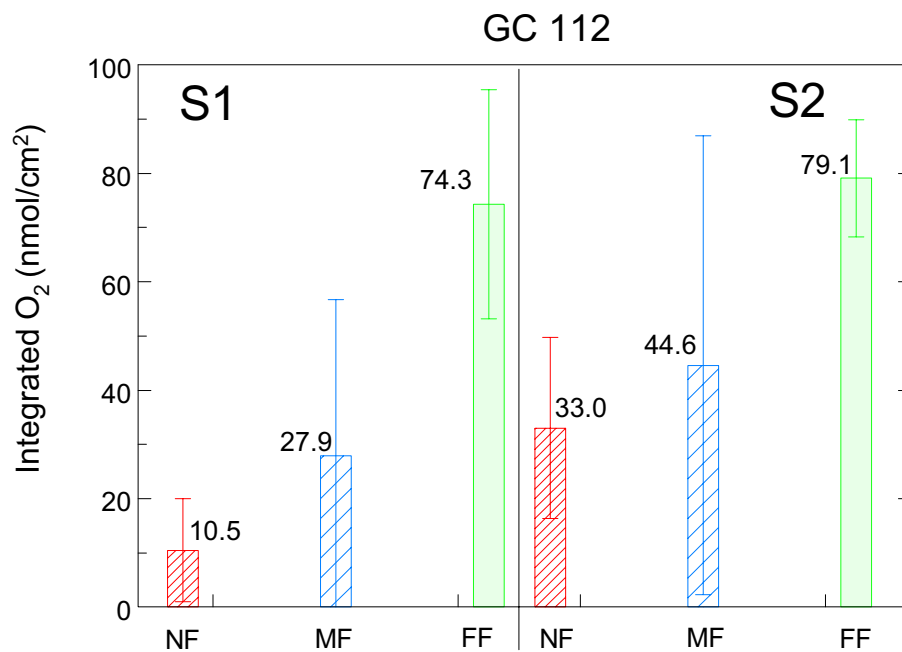 GC 112
Integrated O₂ (nmol/cm²)
100
80
60
40
20
0
S1
S2
10.5
27.9
74.3
33.0
44.6
79.1
NF MF FF NF MF FF